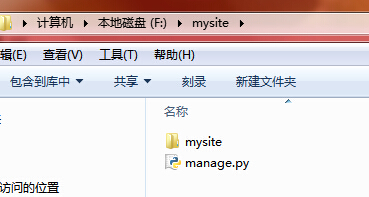 计算机 ▸ 本地磁盘 (F:) ▸ mysite ▸
辑(E) 查看(V) 工具(T) 帮助(H)
包含到库中 ▼ 共享 ▼ 刻录 新建文件夹
名称
mysite
manage.py
访问的位置